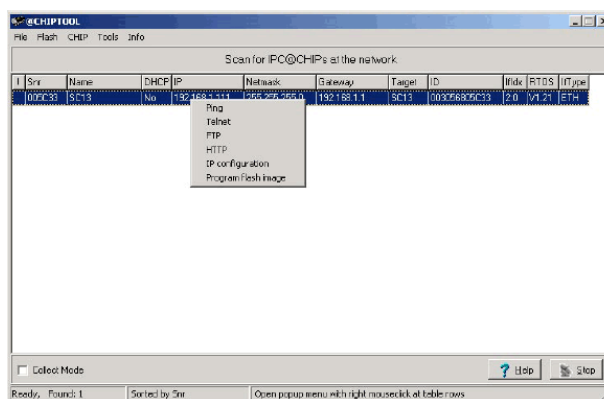 @CHIPTOOL
File Flash CHIP Tools Info
Scan for IPC@CHIPs at the network
! Snr Name DHCP IP Netmask Gateway Target ID IfIdx RTOS IfType
005C33 SC13 No 192.168.1.111 255.255.255.0 192.168.1.1 SC13 003056805C33 2:0 V1.21 ETH
Ping
Telnet
FTP
HTTP
IP configuration
Program flash image
Collect Mode
Help
Stop
Ready, Found: 1 Sorted by Snr Open popup menu with right mouseclick at table rows